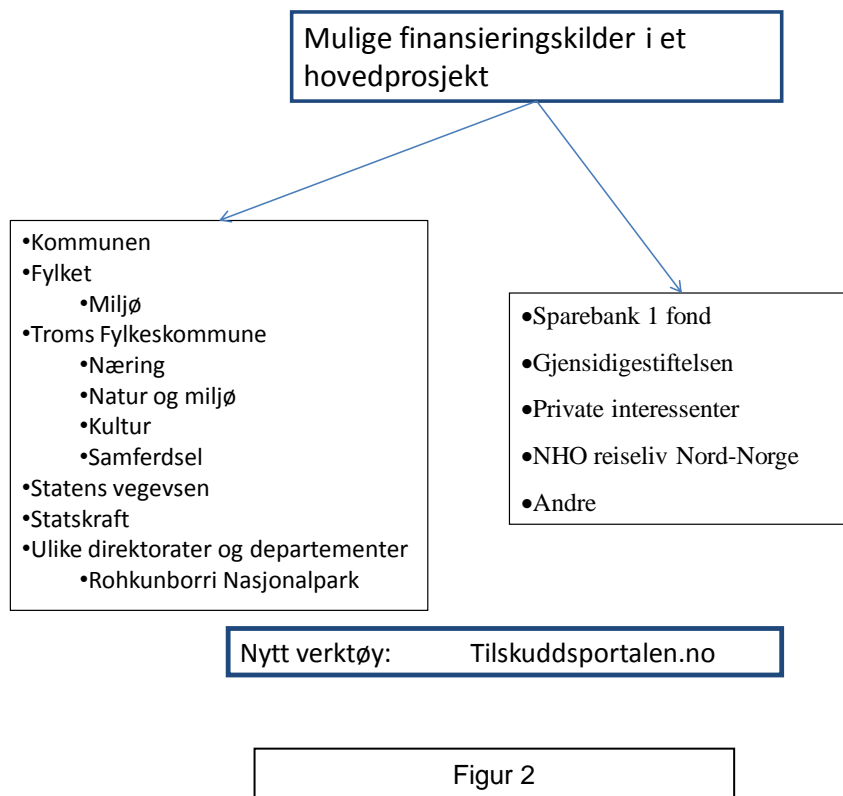 Mulige finansieringskilder i et
hovedprosjekt
•Kommunen
•Fylket
•Miljø
•Troms Fylkeskommune
•Næring
•Natur og miljø
•Kultur
•Samferdsel
•Statens vegevsen
•Statskraft
•Ulike direktorater og departementer
•Rohkunborri Nasjonalpark
•Sparebank 1 fond
•Gjensidigestiftelsen
•Private interessenter
•NHO reiseliv Nord-Norge
•Andre
Nytt verktøy: Tilskuddsportalen.no
Figur 2